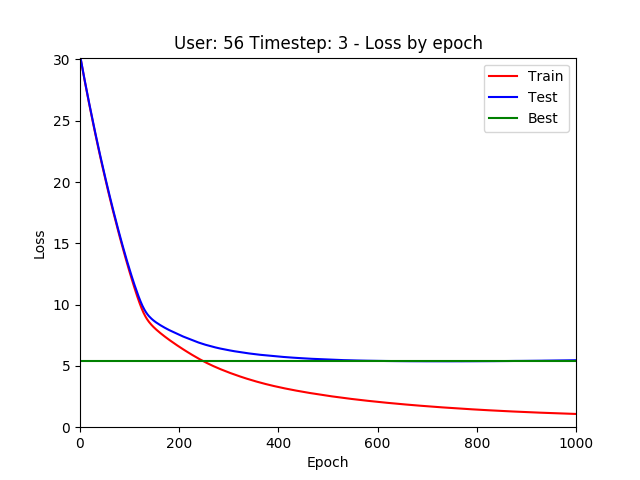 User: 56 Timestep: 3 - Loss by epoch
Train
Test
Best
30
25
20
15
10
5
0
Loss
0 200 400 600 800 1000
Epoch